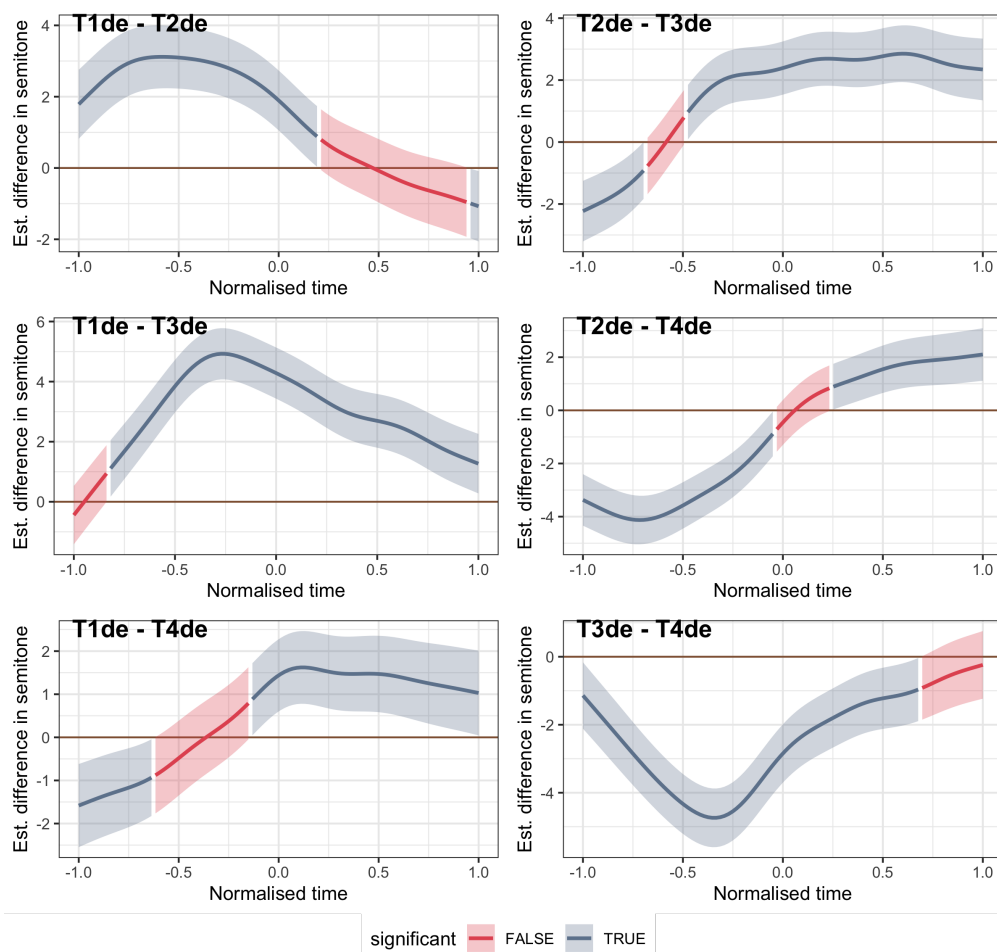 T1de - T2de
4
2
0
-2
Est. difference in semitone
-1.0 -0.5 0.0 0.5 1.0
Normalised time
T2de - T3de
4
2
0
-2
Est. difference in semitone
-1.0 -0.5 0.0 0.5 1.0
Normalised time
T1de - T3de
6
4
2
0
Est. difference in semitone
-1.0 -0.5 0.0 0.5 1.0
Normalised time
T2de - T4de
2
0
-2
-4
Est. difference in semitone
-1.0 -0.5 0.0 0.5 1.0
Normalised time
T1de - T4de
2
1
0
-1
-2
Est. difference in semitone
-1.0 -0.5 0.0 0.5 1.0
Normalised time
T3de - T4de
0
-2
-4
Est. difference in semitone
-1.0 -0.5 0.0 0.5 1.0
Normalised time
significant FALSE TRUE